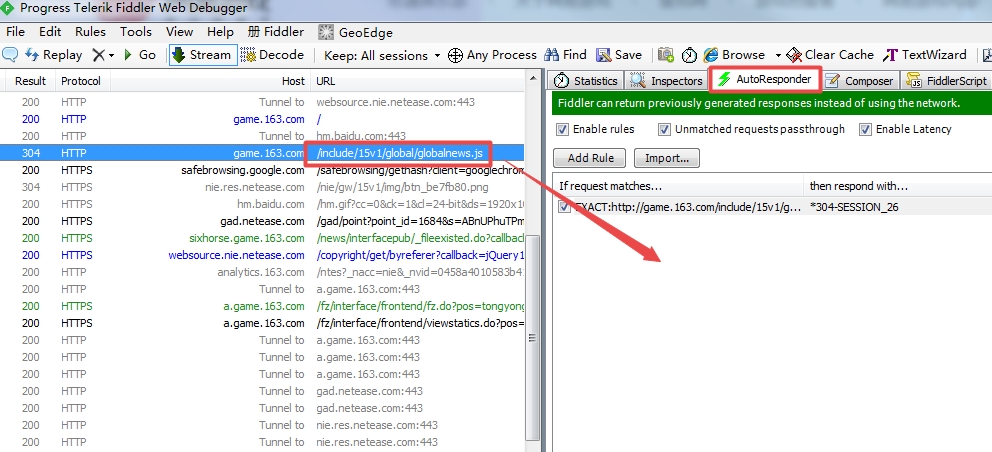 Progress Telerik Fiddler Web Debugger
File Edit Rules Tools View Help Fiddler GeoEdge
Replay Go Stream Decode Keep: All sessions Any Process Find Save Browse Clear Cache TextWizard
Result Protocol Host URL
200 HTTP Tunnel to websource.nie.netease.com:443
200 HTTP game.163.com /
200 HTTP Tunnel to hm.baidu.com:443
304 HTTP game.163.com /include/15v1/global/globalnews.js
200 HTTPS safebrowsing.google.com /safebrowsing/gethash?client=googlechrom
304 HTTPS nie.res.netease.com /nie/gw/15v1/img/btn_be7fb80.png
200 HTTPS hm.baidu.com /hm.gif?cc=0&ck=1&cl=24-bit&ds=1920x10
200 HTTPS gad.netease.com /gad/point?point_id=1684&s=ABnUPhuTPm
200 HTTPS sixhorse.game.163.com /news/interfacepub/_fileexisted.do?callback
200 HTTPS websource.nie.netease.com /copyright/get/byreferer?callback=jQuery1
200 HTTPS analytics.163.com /ntes?_nacc=nie&_nvid=0458a4010583b4
200 HTTP Tunnel to a.game.163.com:443
200 HTTPS a.game.163.com /fz/interface/frontend/fz.do?pos=tongyong
200 HTTPS a.game.163.com /fz/interface/frontend/viewstatics.do?pos=
200 HTTP Tunnel to a.game.163.com:443
200 HTTP Tunnel to a.game.163.com:443
200 HTTP Tunnel to a.game.163.com:443
200 HTTP Tunnel to gad.netease.com:443
200 HTTP Tunnel to gad.netease.com:443
200 HTTP Tunnel to nie.res.netease.com:443
200 HTTP Tunnel to nie.res.netease.com:443
Statistics Inspectors AutoResponder Composer FiddlerScript
Fiddler can return previously generated responses instead of using the network.
Enable rules Unmatched requests passthrough Enable Latency
Add Rule Import...
If request matches... then respond with...
EXACT:http://game.163.com/include/15v1/g... *304-SESSION_26